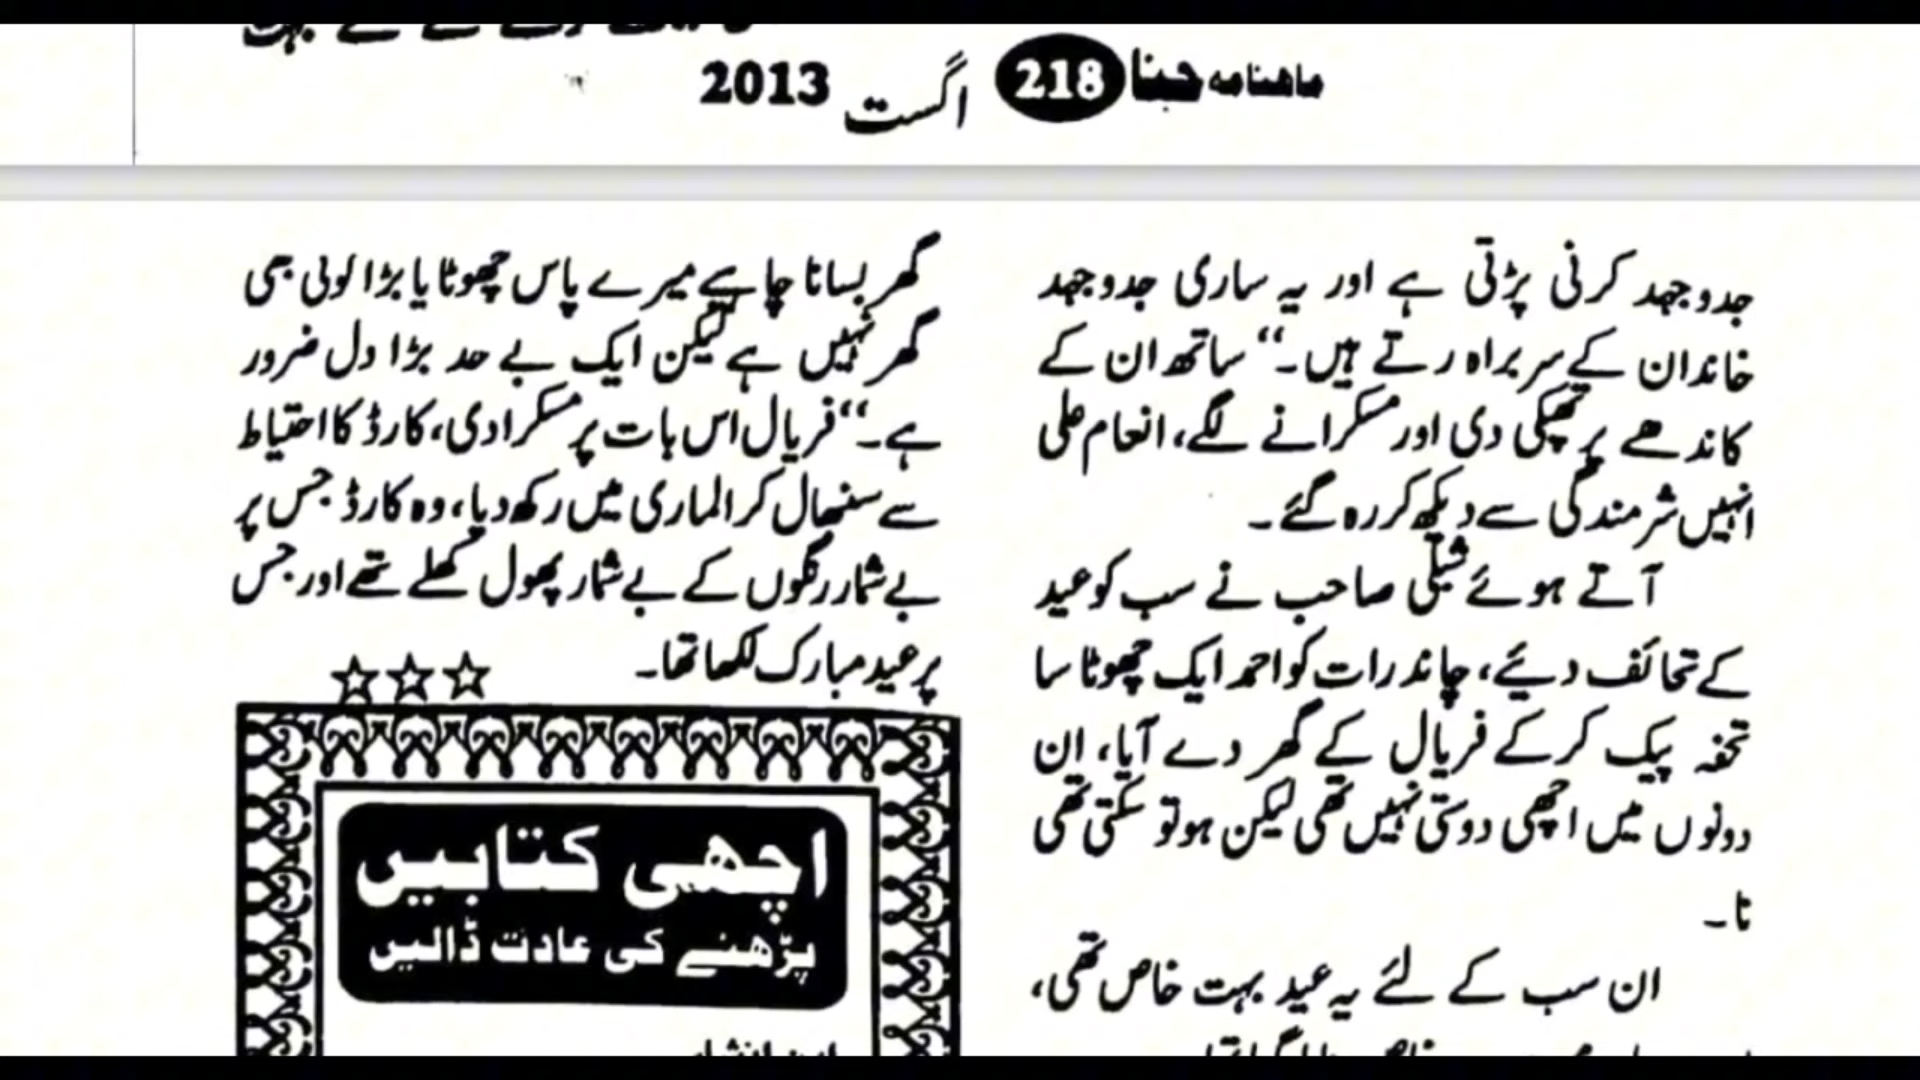 ماهنامہ حنا 218 اگست 2013
جدوجہد کرنی پڑتی ہے اور یہ ساری جدوجہد
خاندان کے سربراہ رتے ہیں۔“ ساتھ ان کے
کاندھے پر تھپکی دی اور مسکرانے لگے، انعام علی
انہیں شرمندگی سے دیکھ کر رہ گئے۔
آتے ہوئے شبلی صاحب نے سب کو عید
کے تحائف دیئے، چاند رات کو احمد ایک چھوٹا سا
تحفہ پیک کرکے فریال کے گھر دے آیا، ان
دونوں میں اچھی دوستی نہیں تھی لیکن ہو تو سکتی تھی
نا۔
ان سب کے لئے یہ عید بہت خاص تھی،
گھر بسانا چاہے میرے پاس چھوٹا یا بڑا کوئی بھی
گھر نہیں ہے لیکن ایک بے حد بڑا دل ضرور
ہے۔“ فریال اس بات پر مسکرا دی، کارڈ کا احتیاط
سے سنبھال کر الماری میں رکھ دیا، وہ کارڈ جس پر
بے شمار رنگوں کے بے شمار پھول کھلے تھے اور جس
پر عید مبارک لکھا تھا۔
اچھی کتابیں
پڑھنے کی عادت ڈالیں